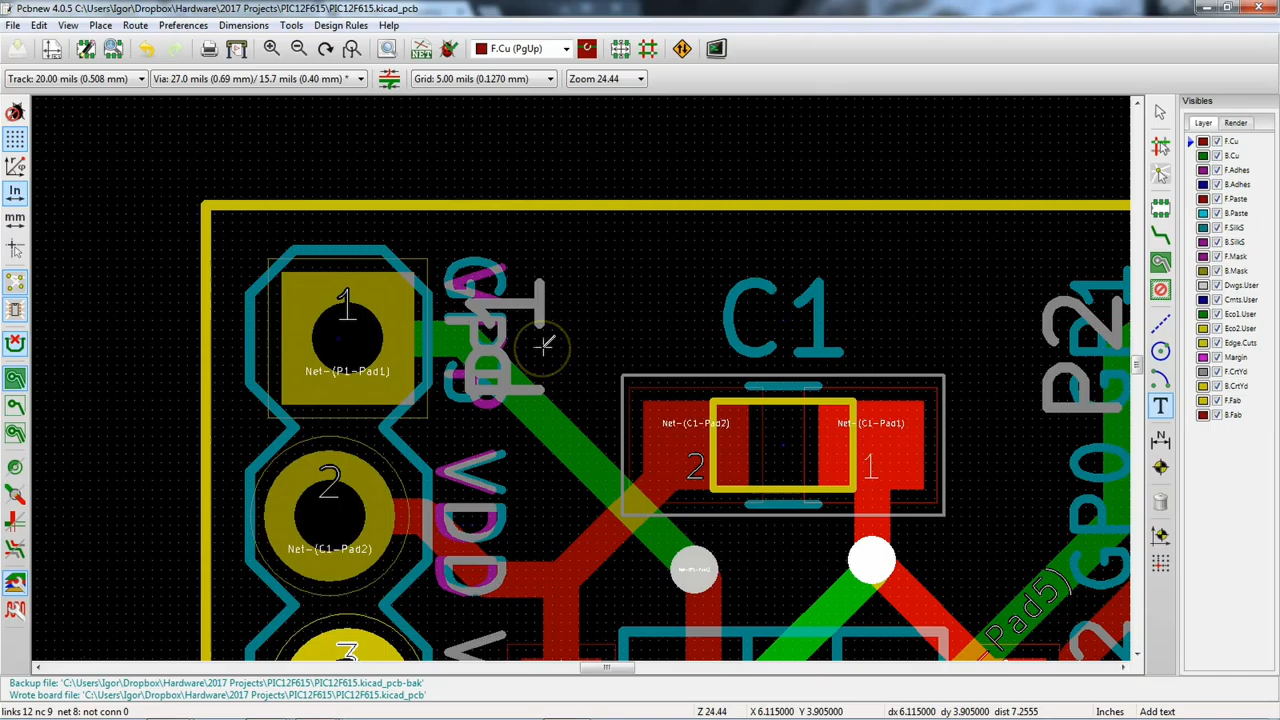 Pcbnew 4.0.5 C:\Users\Igor\Dropbox\Hardware\2017 Projects\PIC12F615\PIC12F615.kicad_pcb
File Edit View Place Route Preferences Dimensions Tools Design Rules Help
NET F.Cu (PgUp)
Track: 20.00 mils (0.508 mm) Via: 27.0 mils (0.69 mm)/ 15.7 mils (0.40 mm) * Grid: 5.00 mils (0.1270 mm) Zoom 24.44
Visibles
Layer Render
F.Cu
B.Cu
F.Adhes
B.Adhes
F.Paste
B.Paste
F.SilkS
B.SilkS
F.Mask
B.Mask
Dwgs.User
Cmts.User
Eco1.User
Eco2.User
Edge.Cuts
Margin
F.CrtYd
B.CrtYd
F.Fab
B.Fab
In
mm
T
N
1
Net-(P1-Pad1)
2
Net-(C1-Pad2)
3
VDD
C1
Net-(C1-Pad2)
2
Net-(C1-Pad1)
1
P2
GP1
GP0
Pad5)
Backup file: 'C:\Users\Igor\Dropbox\Hardware\2017 Projects\PIC12F615\PIC12F615.kicad_pcb-bak'
Wrote board file: 'C:\Users\Igor\Dropbox\Hardware\2017 Projects\PIC12F615\PIC12F615.kicad_pcb'
links 12 nc 9 net 8: not conn 0 Z 24.44 X 6.115000 Y 3.905000 dx 6.115000 dy 3.905000 dist 7.2555 Inches Add text